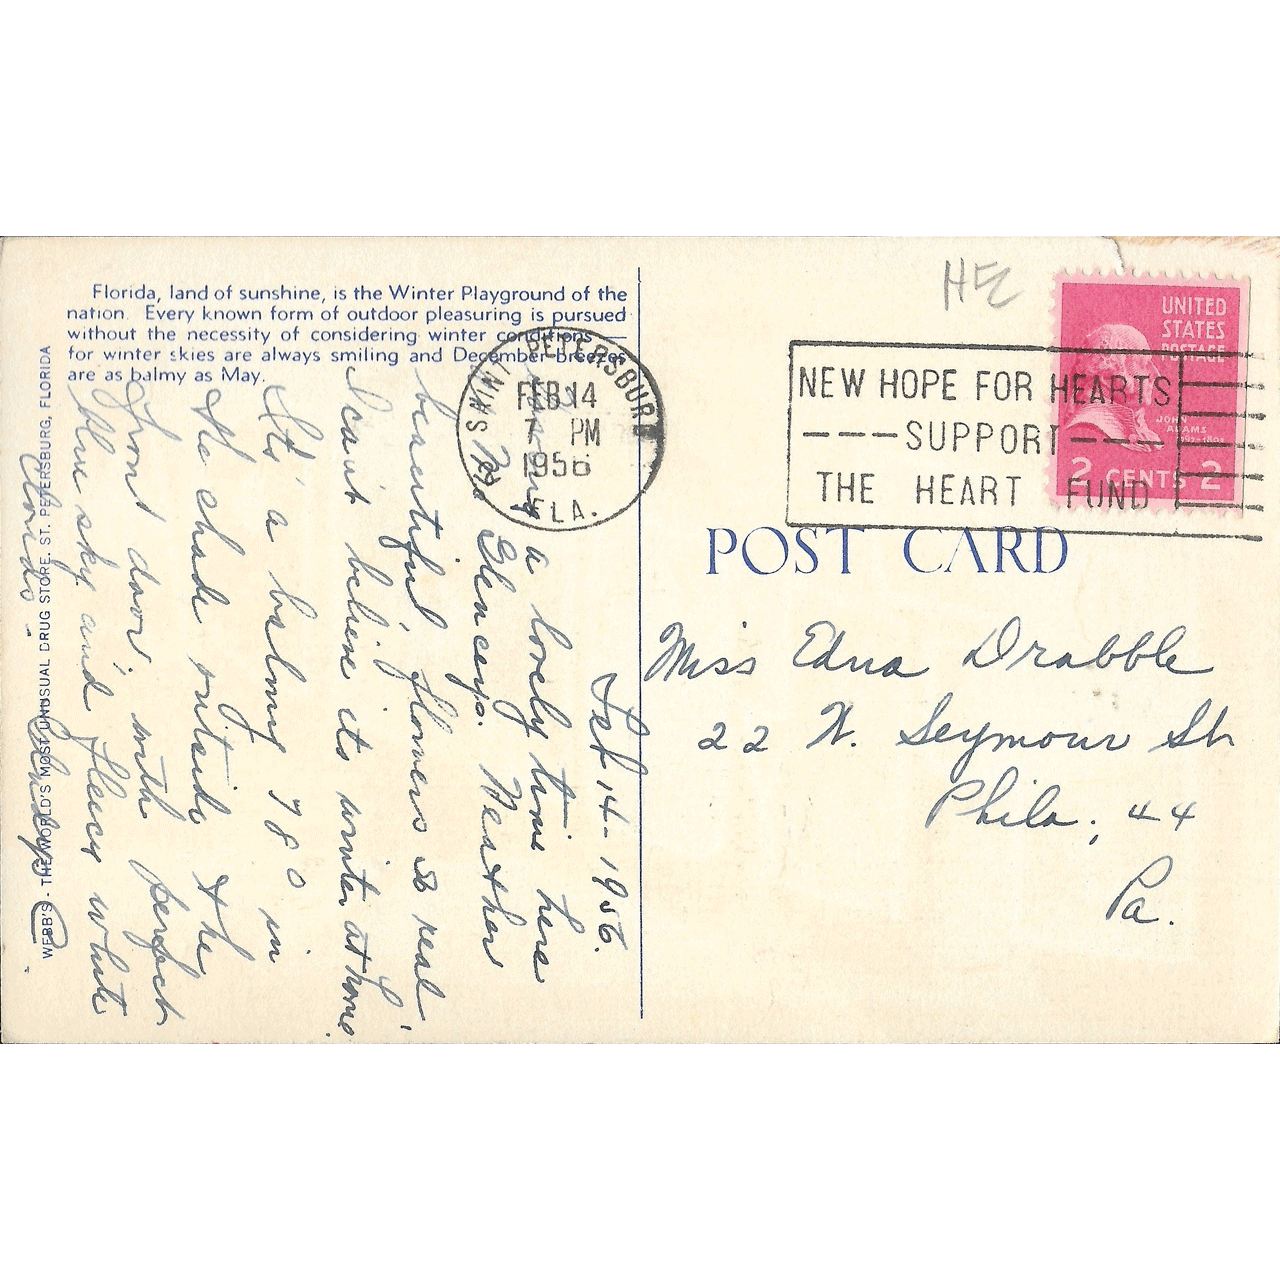 Florida, land of sunshine, is the Winter Playground of the
nation. Every known form of outdoor pleasuring is pursued
without the necessity of considering winter conditions —
for winter skies are always smiling and December breezes
are as balmy as May.
WEBB'S - THE WORLD'S MOST UNUSUAL DRUG STORE. ST. PETERSBURG, FLORIDA
HE
UNITED
STATES
POSTAGE
JOHN
ADAMS
1797-1801
2 CENTS 2
SAINT PETERSBURG
FEB 14
7 PM
1956
FLA.
NEW HOPE FOR HEARTS
---SUPPORT---
THE HEART FUND
POST CARD
Miss Edna Drabble
22 W. Seymour St
Phila, 44
Pa.
Feb 14 - 1956.
a lovely time here
Glencerys. Weather
beautiful, flowers so real
I can't believe its winter at home.
It's a balmy 78° in
the shade outside the
front door, with perfect
blue sky and fleecy white
clouds.